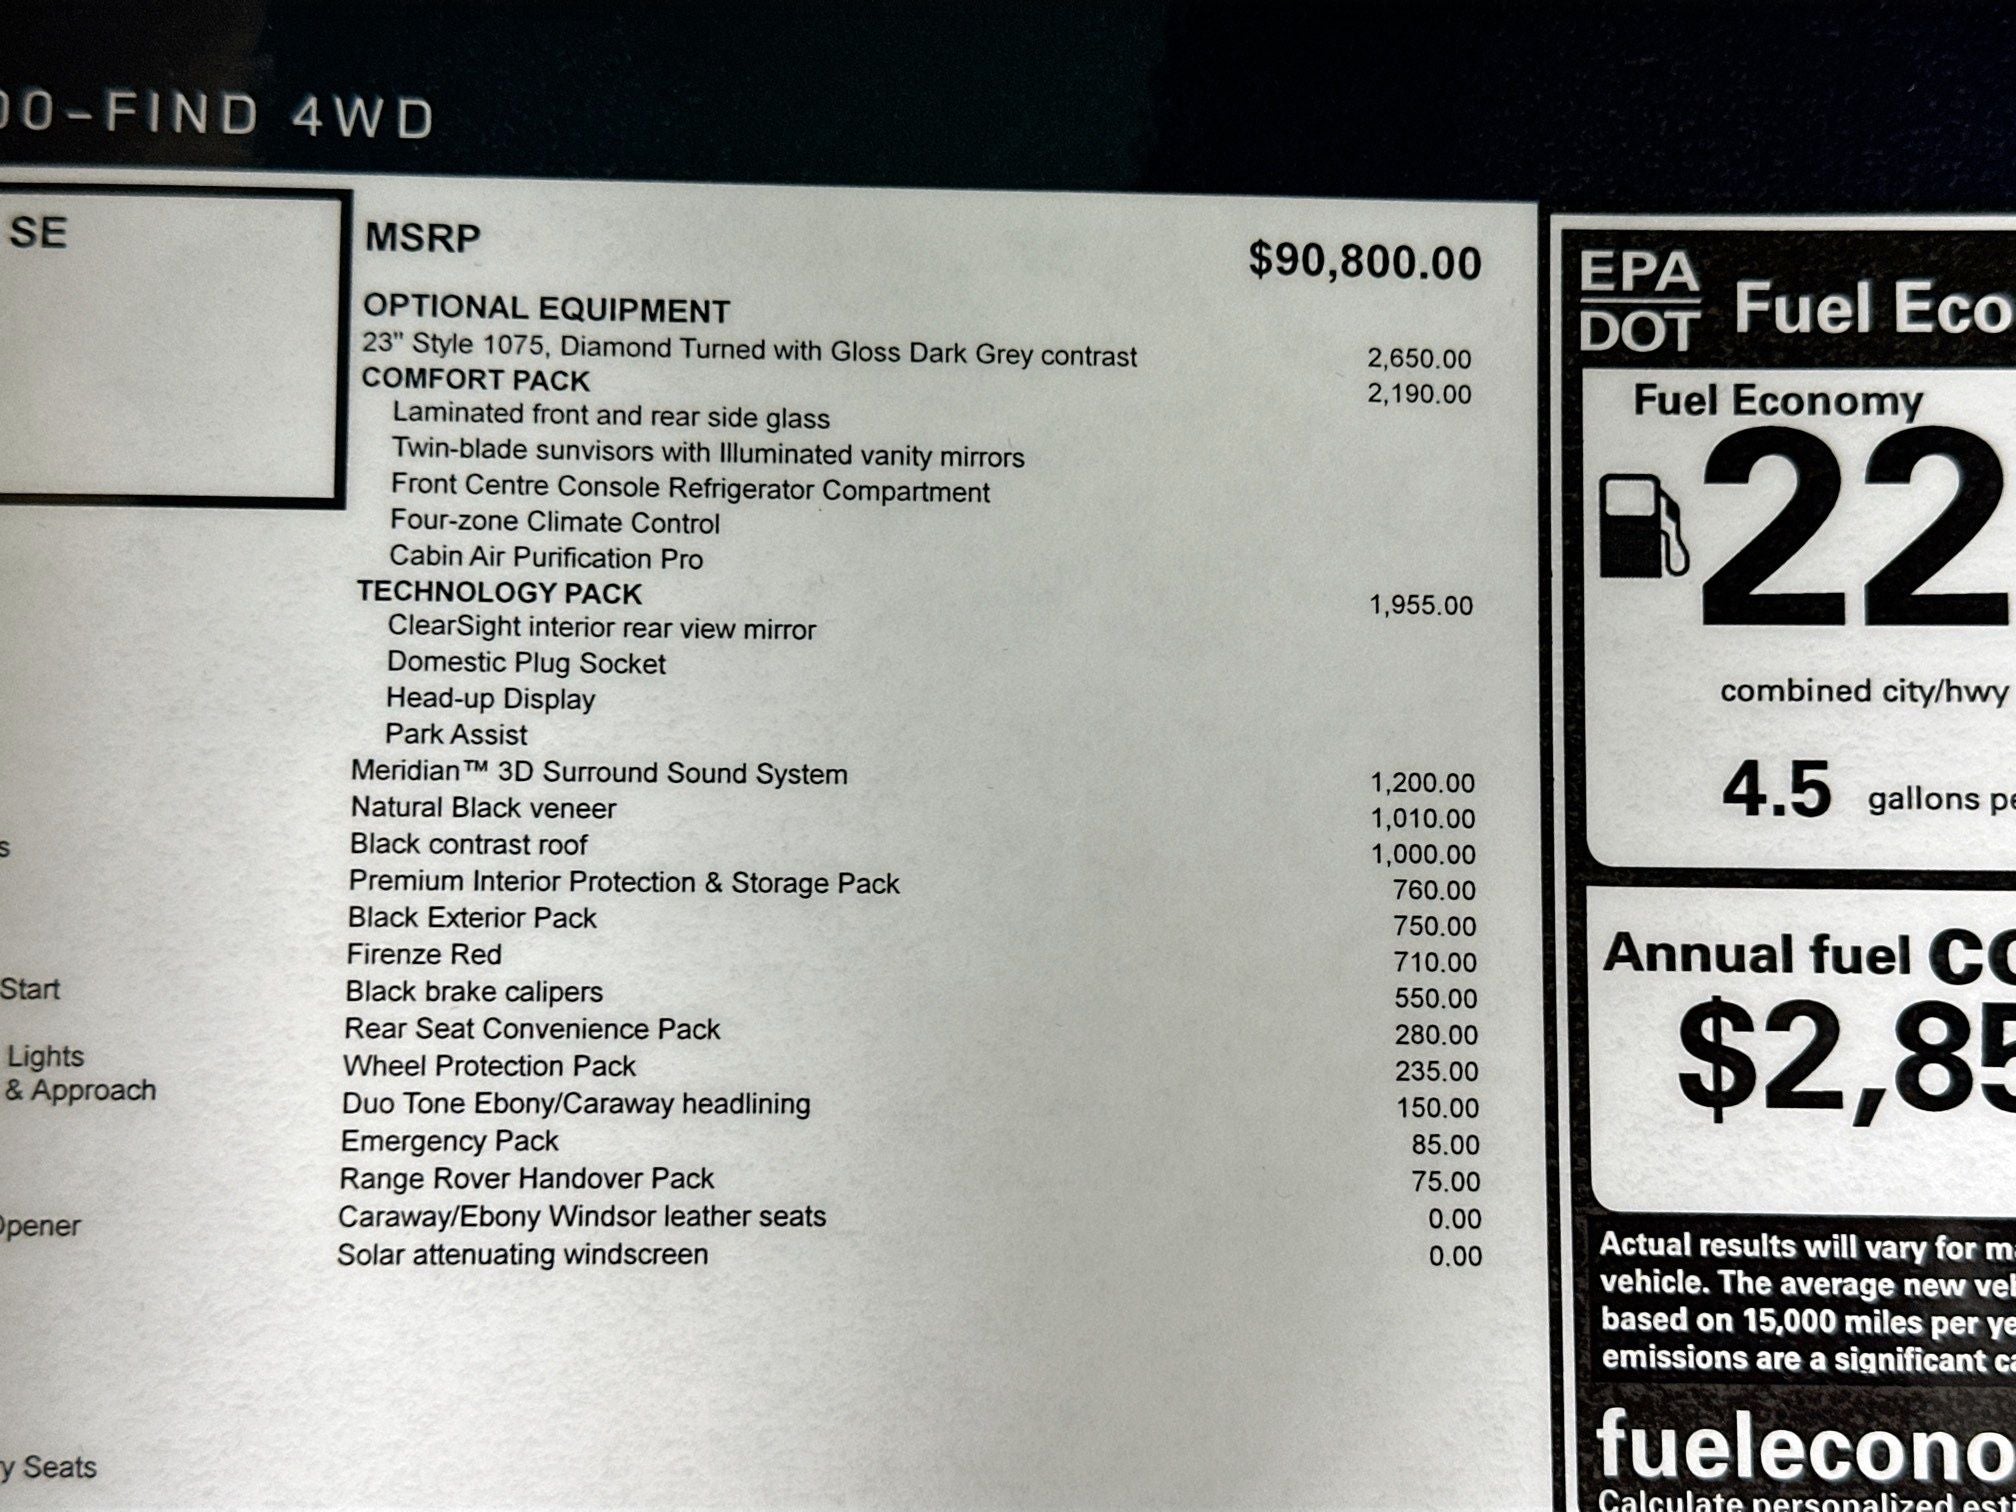 -FIND 4WD
SE
MSRP $90,800.00
OPTIONAL EQUIPMENT
23" Style 1075, Diamond Turned with Gloss Dark Grey contrast 2,650.00
COMFORT PACK 2,190.00
Laminated front and rear side glass
Twin-blade sunvisors with Illuminated vanity mirrors
Front Centre Console Refrigerator Compartment
Four-zone Climate Control
Cabin Air Purification Pro
TECHNOLOGY PACK 1,955.00
ClearSight interior rear view mirror
Domestic Plug Socket
Head-up Display
Park Assist
Meridian™ 3D Surround Sound System 1,200.00
Natural Black veneer 1,010.00
Black contrast roof 1,000.00
Premium Interior Protection & Storage Pack 760.00
Black Exterior Pack 750.00
Firenze Red 710.00
Black brake calipers 550.00
Rear Seat Convenience Pack 280.00
Wheel Protection Pack 235.00
Duo Tone Ebony/Caraway headlining 150.00
Emergency Pack 85.00
Range Rover Handover Pack 75.00
Caraway/Ebony Windsor leather seats 0.00
Solar attenuating windscreen 0.00
Start
Lights
& Approach
Opener
Seats
EPA
DOT
Fuel Eco
Fuel Economy
22
combined city/hwy
4.5 gallons
Annual fuel
$2,85
Actual results will vary for
vehicle. The average new
based on 15,000 miles per
emissions are a significant
fuelecono
Calculate personalized